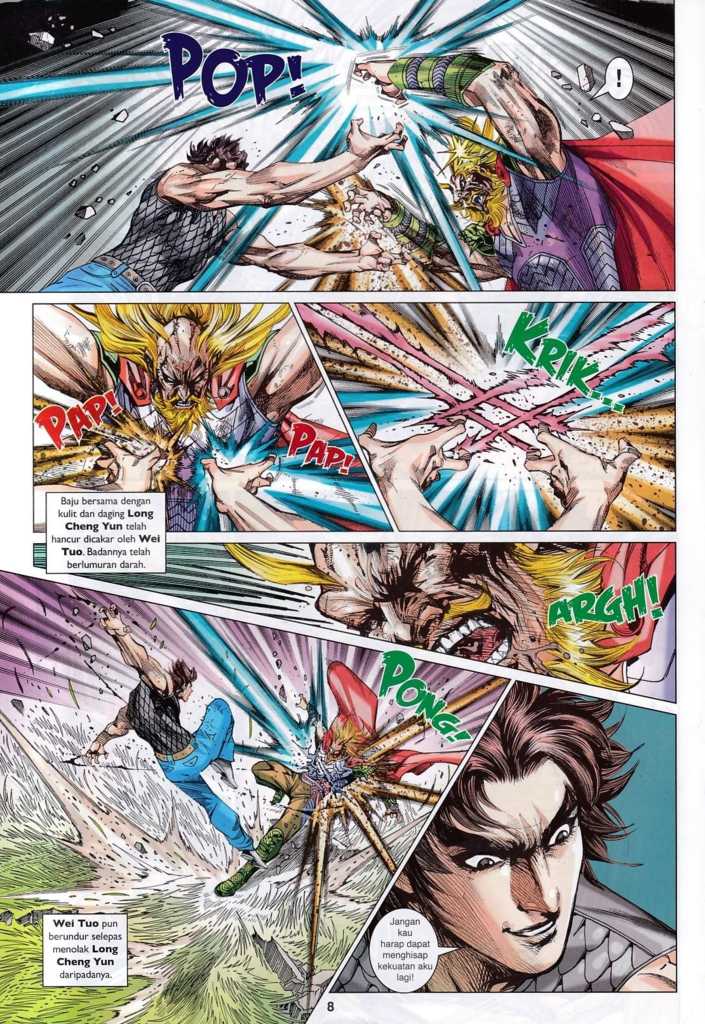 POP!
!
PAP!
PAP!
KRIK...
Baju bersama dengan
kulit dan daging Long
Cheng Yun telah
hancur dicakar oleh Wei
Tuo. Badannya telah
berlumuran darah.
ARGH!
PONG!
Jangan
kau
harap dapat
menghisap
kekuatan aku
lagi!
Wei Tuo pun
berundur selepas
menolak Long
Cheng Yun
daripadanya.
8